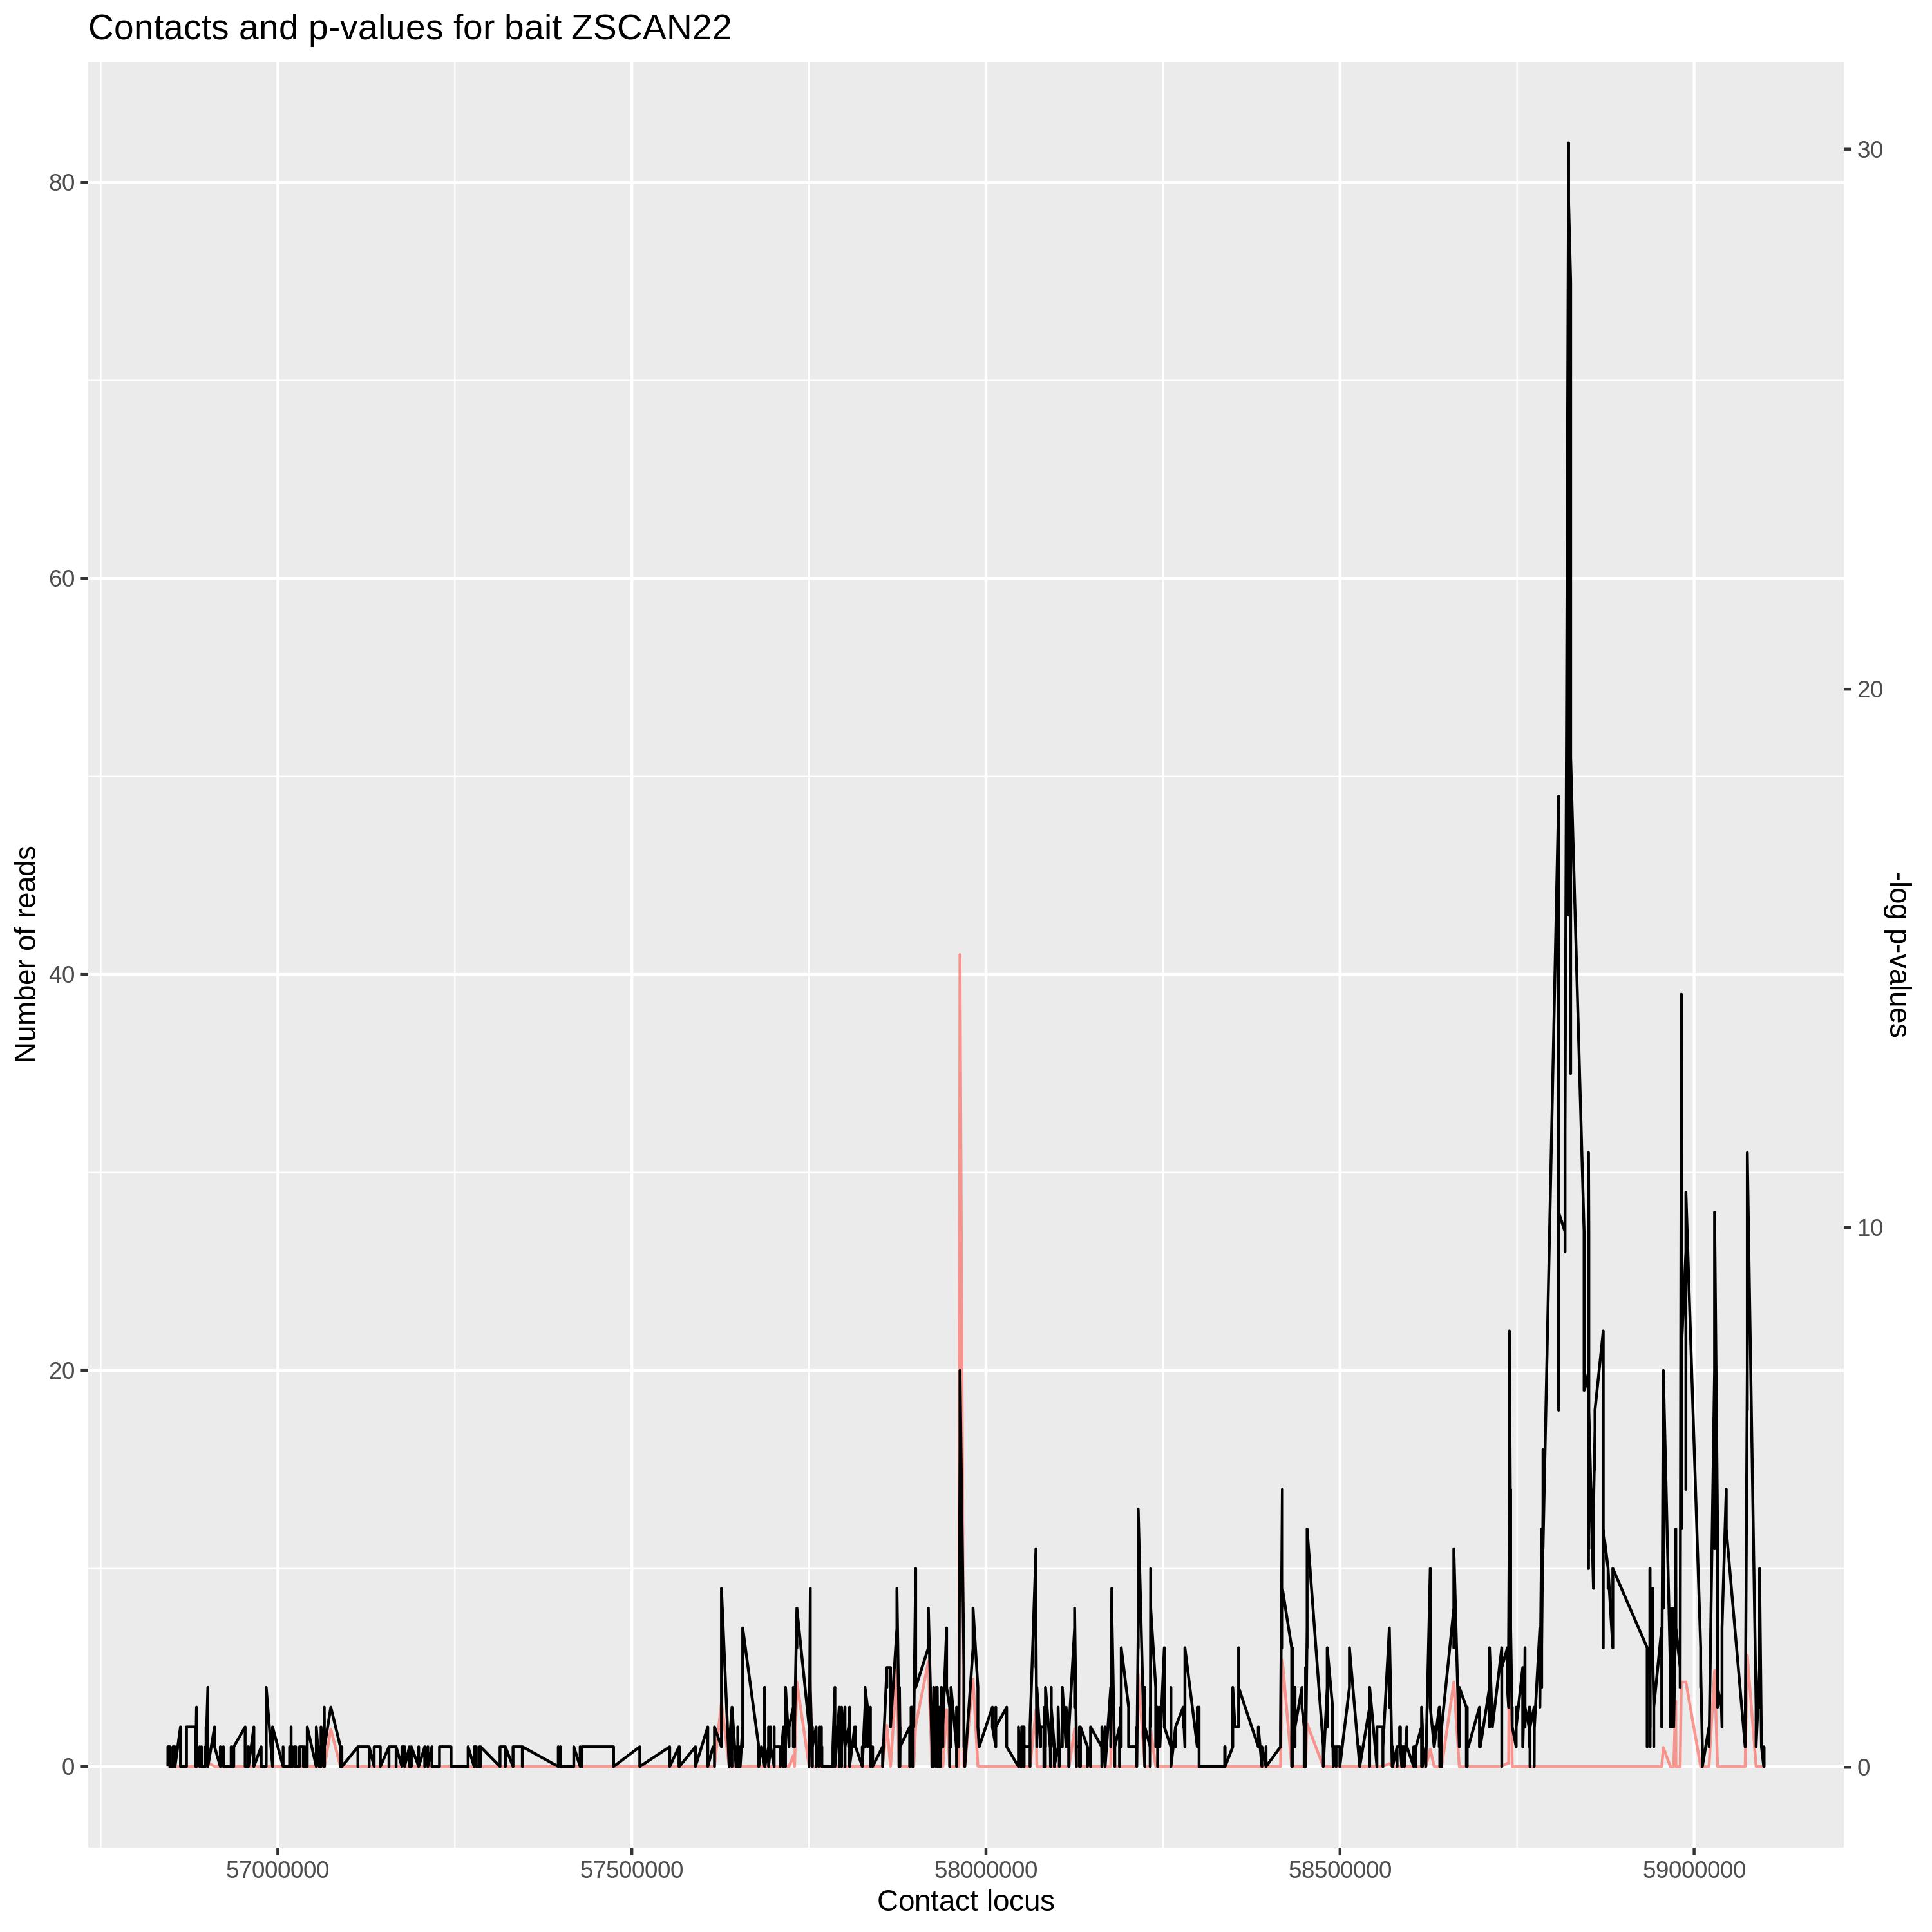 Contacts and p-values for bait ZSCAN22
Number of reads
80
60
40
20
0
30
20
10
0
-log p-values
57000000 57500000 58000000 58500000 59000000
Contact locus